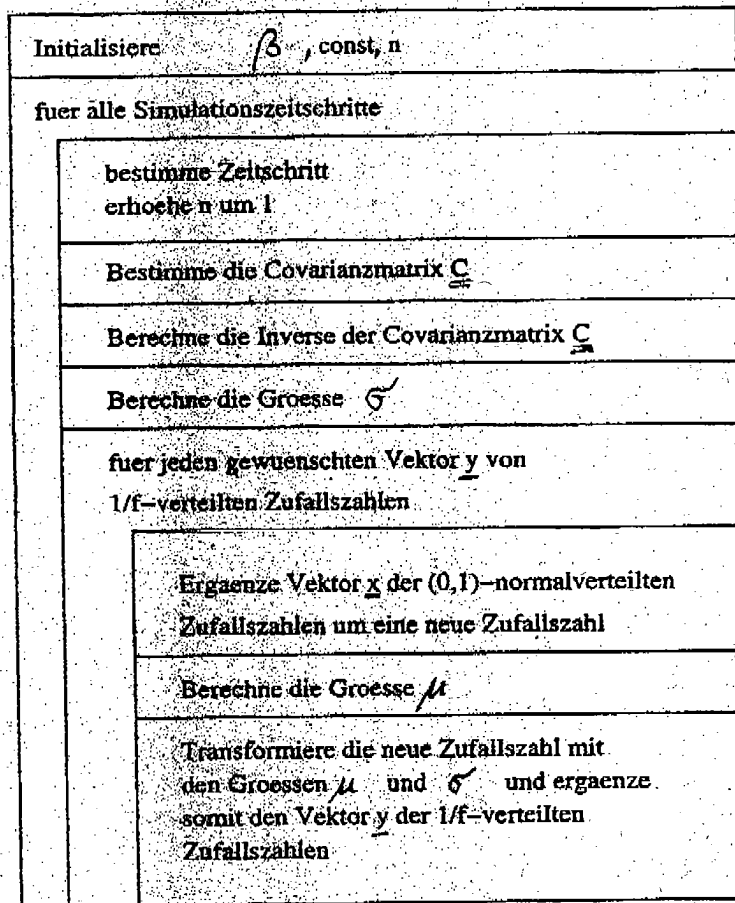 Initialisiere β, const, n
fuer alle Simulationszeitschritte
bestimme Zeitschritt
erhoehe n um 1
Bestimme die Covarianzmatrix C
Berechne die Inverse der Covarianzmatrix C
Berechne die Groesse σ
fuer jeden gewuenschten Vektor y von
1/f-verteilten Zufallszahlen
Ergaenze Vektor x der (0,1)-normalverteilten
Zufallszahlen um eine neue Zufallszahl
Berechne die Groesse μ
Transformiere die neue Zufallszahl mit
den Groessen μ und σ und ergaenze
somit den Vektor y der 1/f-verteilten
Zufallszahlen